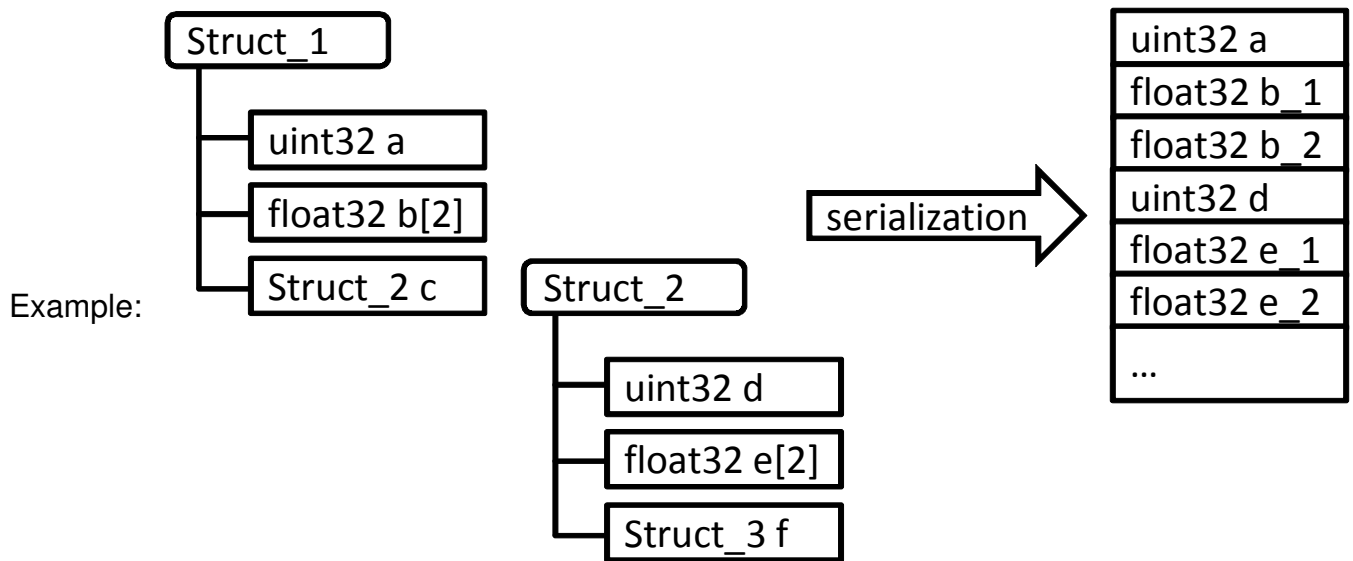 Example:
Struct_1
uint32 a
float32 b[2]
Struct_2 c
Struct_2
uint32 d
float32 e[2]
Struct_3 f
serialization
uint32 a
float32 b_1
float32 b_2
uint32 d
float32 e_1
float32 e_2
...